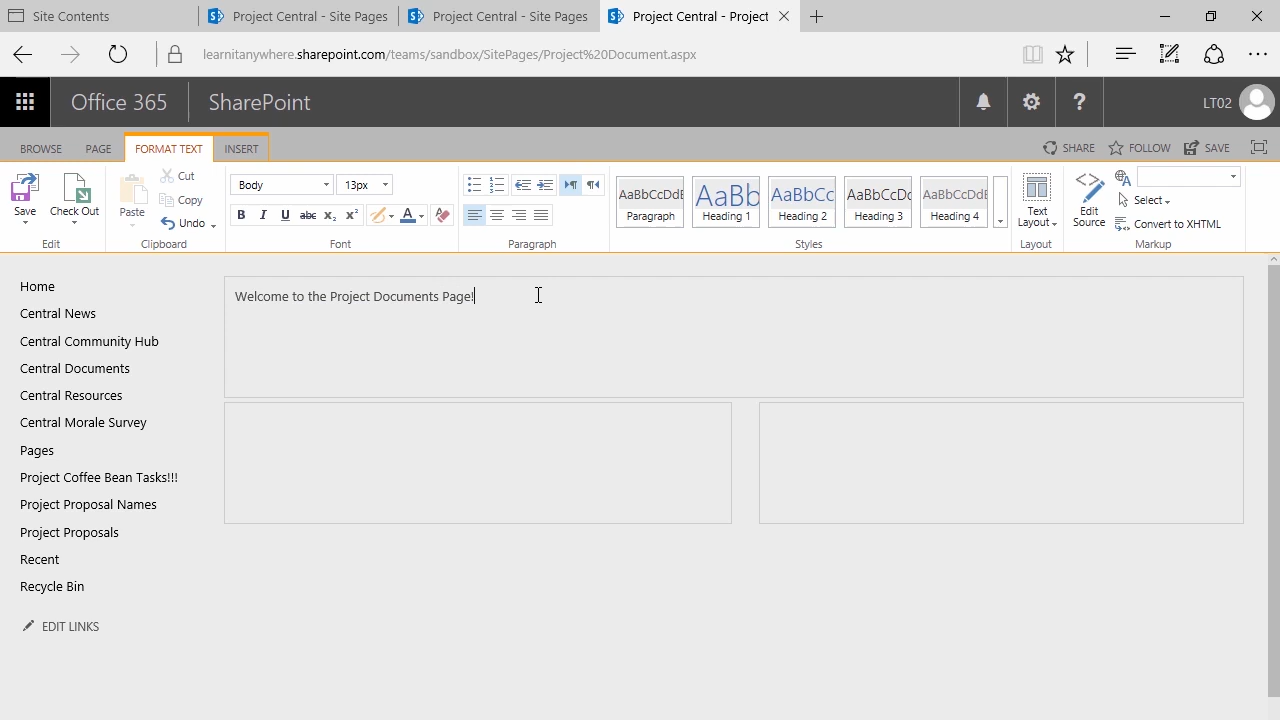 Site Contents
Project Central - Site Pages
Project Central - Site Pages
Project Central - Project
learnitanywhere.sharepoint.com/teams/sandbox/SitePages/Project%20Document.aspx
Office 365
SharePoint
?
LT02
BROWSE
PAGE
FORMAT TEXT
INSERT
SHARE
FOLLOW
SAVE
Save
Check Out
Edit
Paste
Cut
Copy
Undo
Clipboard
Body
13px
B I U abc x₂ x²
A
Font
Paragraph
AaBbCcDdE
Paragraph
AaBb
Heading 1
AaBbCc
Heading 2
AaBbCcDc
Heading 3
AaBbCcDdE
Heading 4
Styles
Text
Layout
Layout
Edit
Source
Select
Convert to XHTML
Markup
Home
Central News
Central Community Hub
Central Documents
Central Resources
Central Morale Survey
Pages
Project Coffee Bean Tasks!!!
Project Proposal Names
Project Proposals
Recent
Recycle Bin
EDIT LINKS
Welcome to the Project Documents Page!